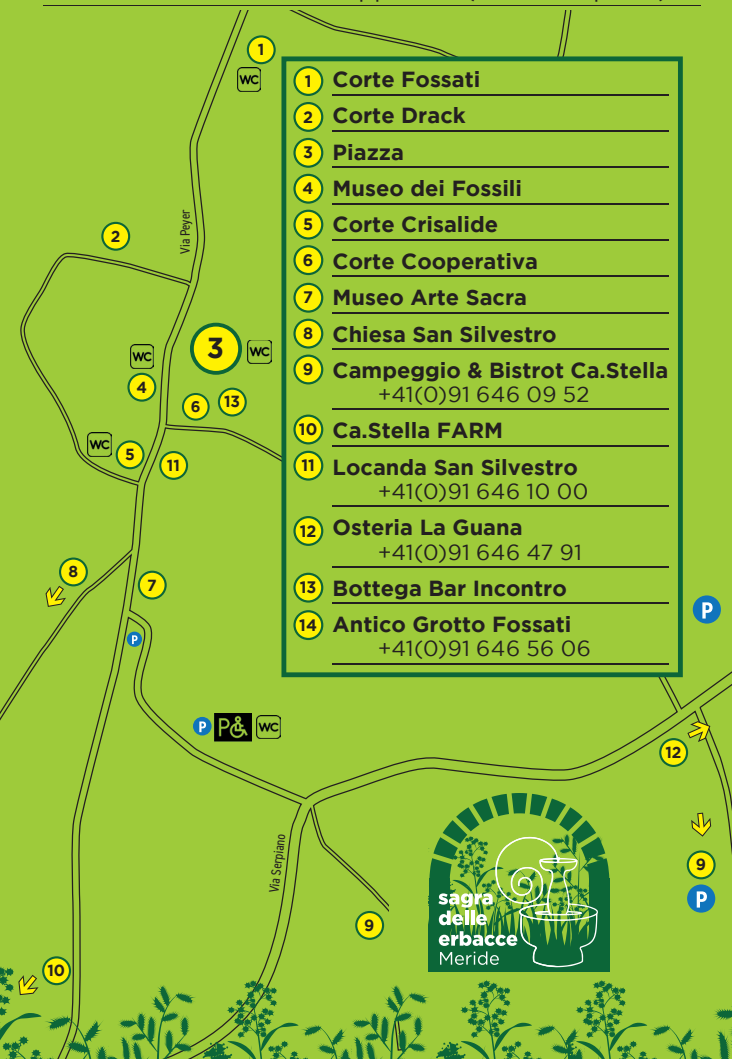 1
WC
1 Corte Fossati
2 Corte Drack
3 Piazza
4 Museo dei Fossili
5 Corte Crisalide
6 Corte Cooperativa
7 Museo Arte Sacra
8 Chiesa San Silvestro
9 Campeggio & Bistrot Ca.Stella
+41(0)91 646 09 52
10 Ca.Stella FARM
11 Locanda San Silvestro
+41(0)91 646 10 00
12 Osteria La Guana
+41(0)91 646 47 91
13 Bottega Bar Incontro
14 Antico Grotto Fossati
+41(0)91 646 56 06
Via Peyer
2
3 WC
WC
4
6 13
WC 5 11
8
7
P
P
P P WC
12
9
P
Via Serpiano
9
10
sagra
delle
erbacce
Meride